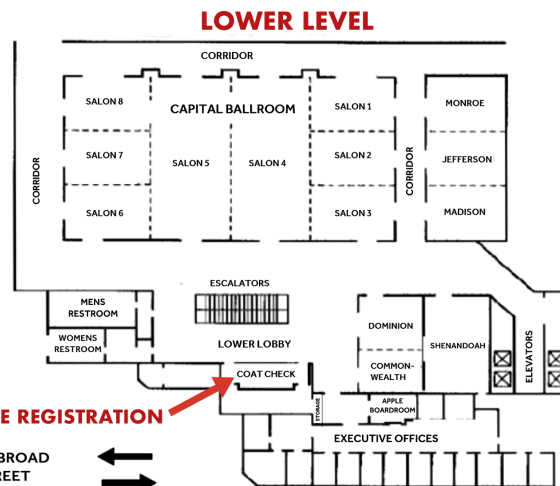 LOWER LEVEL
CORRIDOR
SALON 8
CAPITAL BALLROOM
SALON 1
MONROE
SALON 7
SALON 5
SALON 4
SALON 2
JEFFERSON
CORRIDOR
CORRIDOR
SALON 6
SALON 3
MADISON
ESCALATORS
MENS
RESTROOM
WOMENS
RESTROOM
LOWER LOBBY
DOMINION
SHENANDOAH
ELEVATORS
COAT CHECK
COMMON-
WEALTH
STORAGE
APPLE
BOARDROOM
E REGISTRATION
EXECUTIVE OFFICES
BROAD
REET